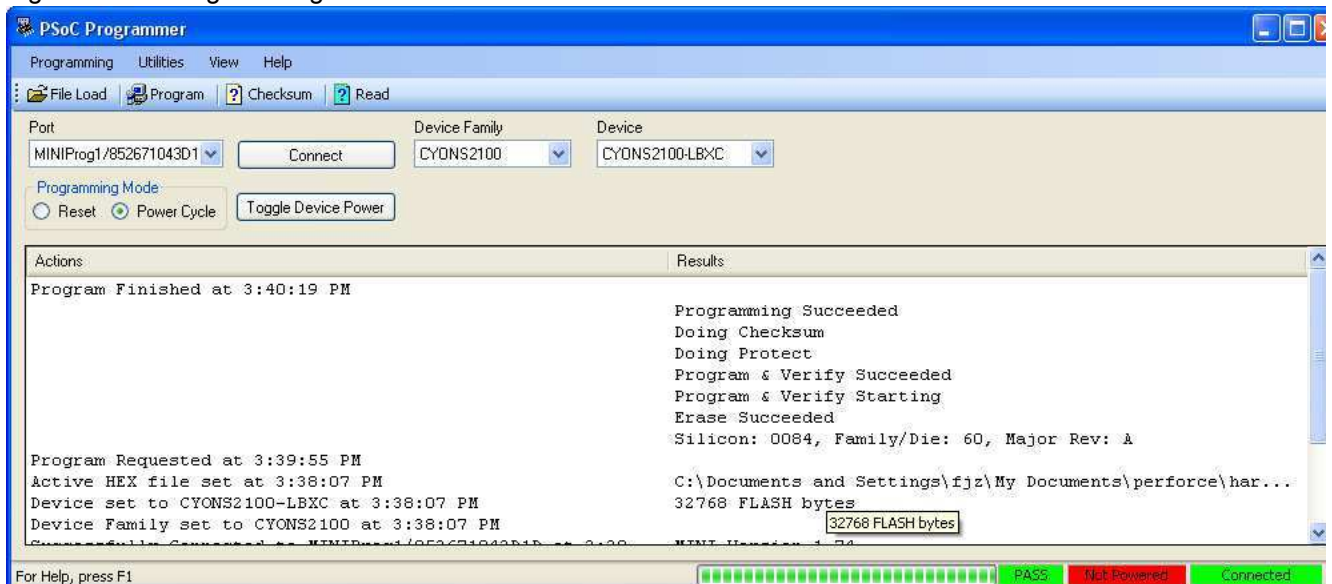 PSoC Programmer
Programming Utilities View Help
File Load Program Checksum Read
Port Device Family Device
MINIProg1/852671043D1 Connect CYONS2100 CYONS2100-LBXC
Programming Mode
Reset Power Cycle Toggle Device Power
Actions Results
Program Finished at 3:40:19 PM
Programming Succeeded
Doing Checksum
Doing Protect
Program & Verify Succeeded
Program & Verify Starting
Erase Succeeded
Silicon: 0084, Family/Die: 60, Major Rev: A
Program Requested at 3:39:55 PM
Active HEX file set at 3:38:07 PM C:\Documents and Settings\fjz\My Documents\perforce\har...
Device set to CYONS2100-LBXC at 3:38:07 PM 32768 FLASH bytes
Device Family set to CYONS2100 at 3:38:07 PM 32768 FLASH bytes
For Help, press F1 PASS Not Powered Connected